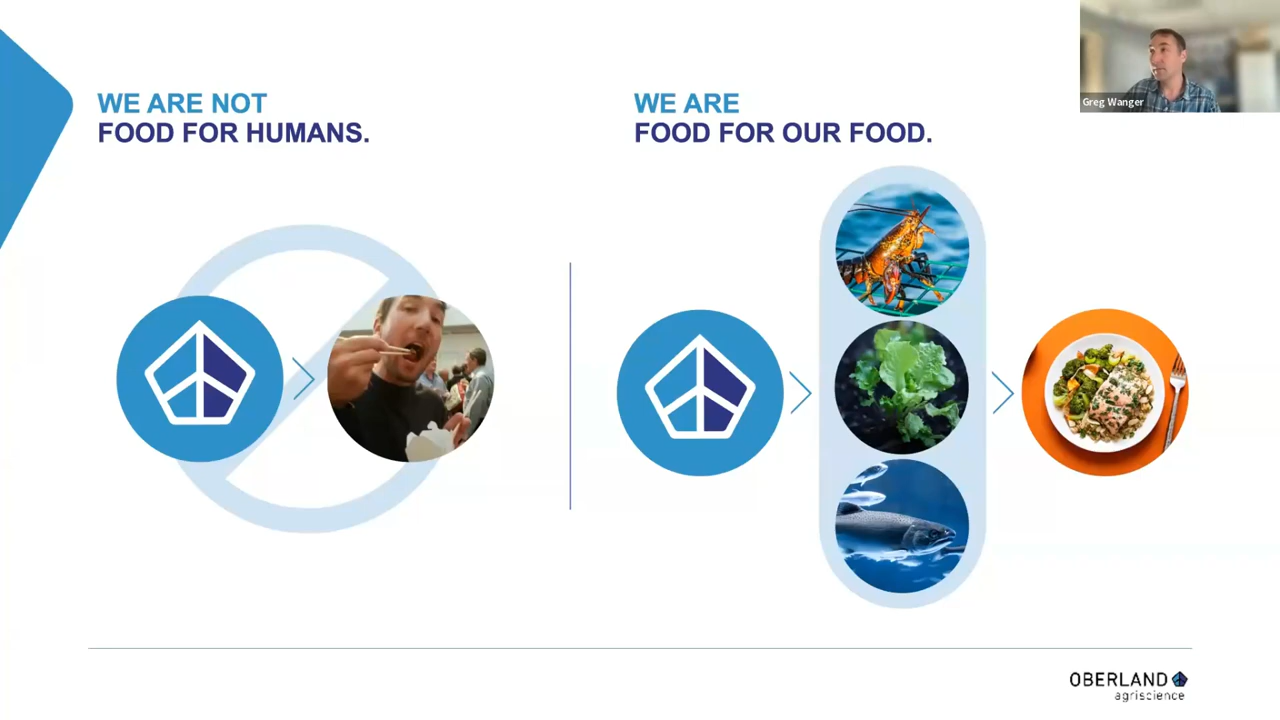 WE ARE NOT
FOOD FOR HUMANS.
WE ARE
FOOD FOR OUR FOOD.
Greg Wanger
OBERLAND
agriscience